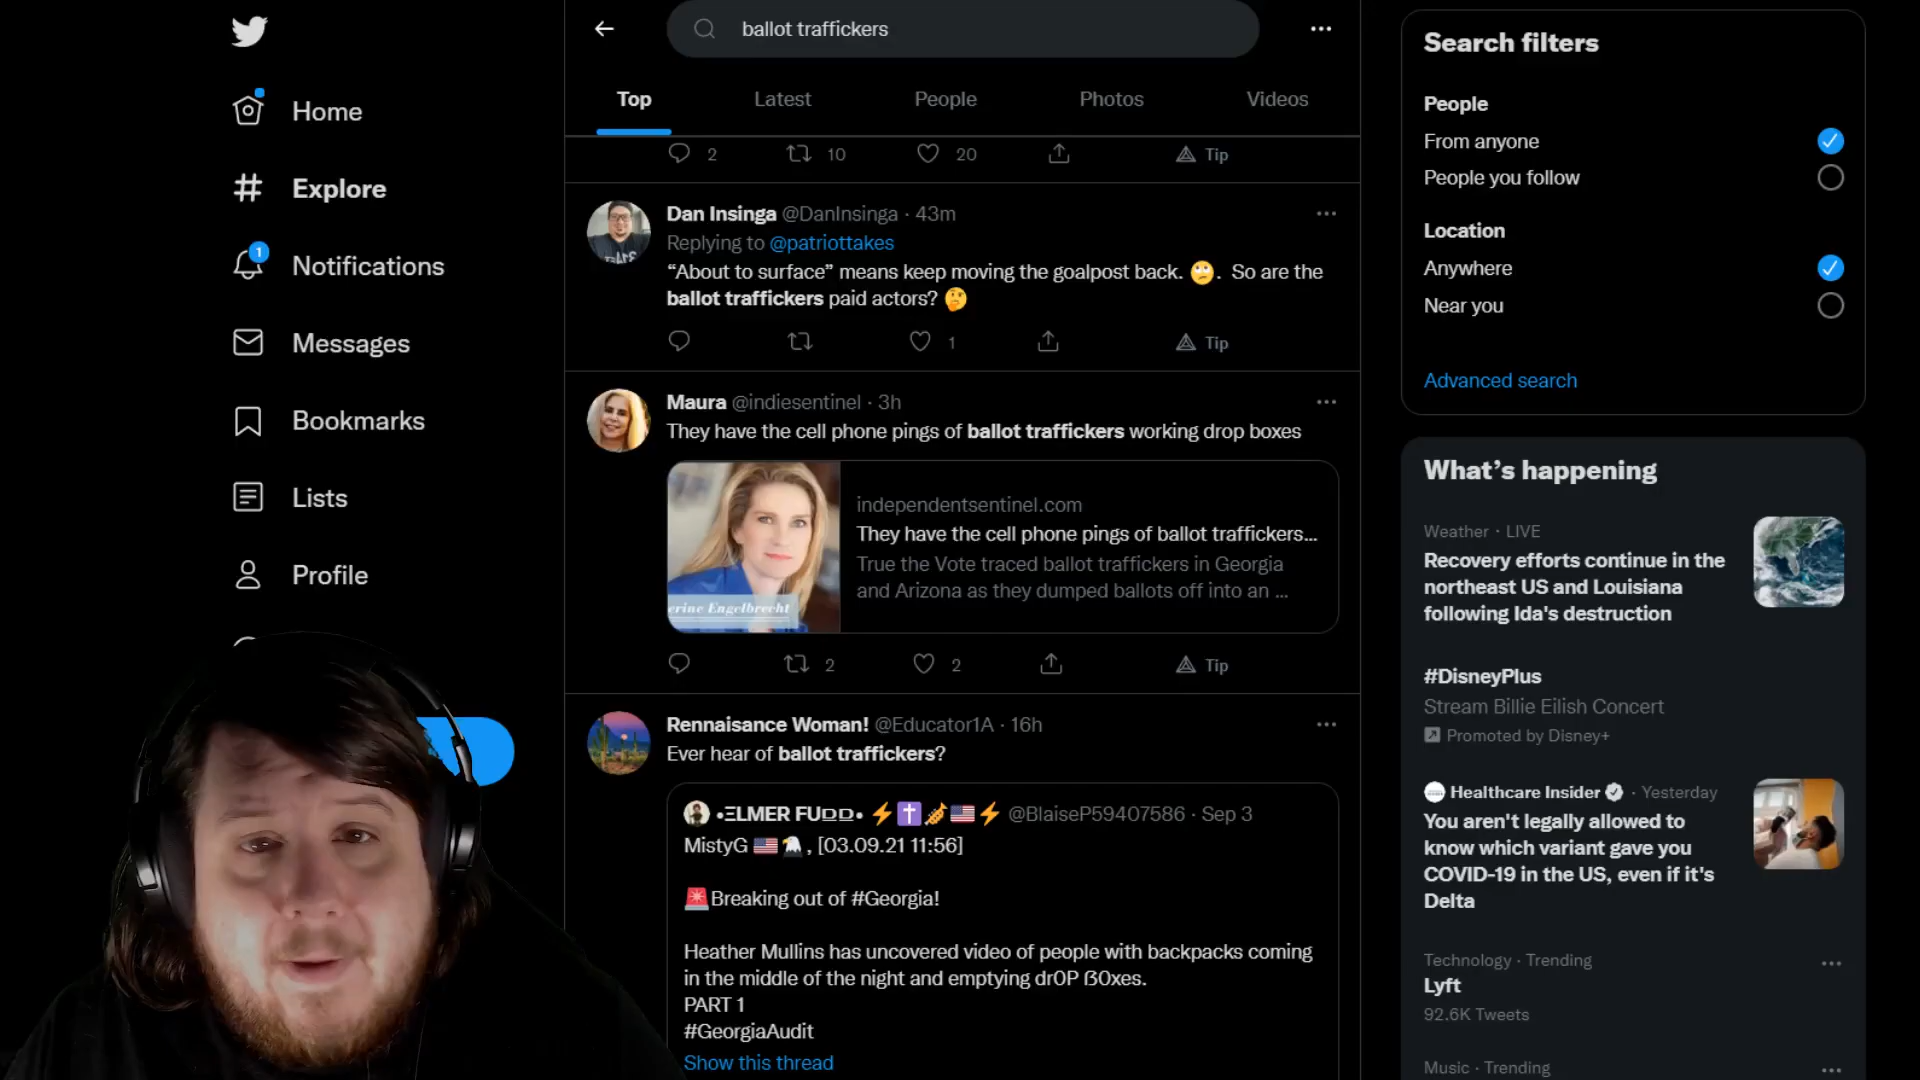 Home
Explore
1
Notifications
Messages
Bookmarks
Lists
Profile
ballot traffickers
Top
Latest
People
Photos
Videos
2
10
20
Tip
Dan Insinga @DanInsinga · 43m
Replying to @patriottakes
“About to surface” means keep moving the goalpost back. 🙄. So are the
ballot traffickers paid actors? 🤔
1
Tip
Maura @indiesentinel · 3h
They have the cell phone pings of ballot traffickers working drop boxes
erine Engelbrecht
independentsentinel.com
They have the cell phone pings of ballot traffickers...
True the Vote traced ballot traffickers in Georgia
and Arizona as they dumped ballots off into an ...
2
2
Tip
Rennaisance Woman! @Educator1A · 16h
Ever hear of ballot traffickers?
•ΞLMER FUᴅᴅ• ⚡✝️🎺🇺🇸⚡ @BlaiseP59407586 · Sep 3
MistyG 🇺🇸🦅, [03.09.21 11:56]
🚨Breaking out of #Georgia!
Heather Mullins has uncovered video of people with backpacks coming
in the middle of the night and emptying dr0P ß0xes.
PART 1
#GeorgiaAudit
Show this thread
Search filters
People
From anyone
People you follow
Location
Anywhere
Near you
Advanced search
What’s happening
Weather · LIVE
Recovery efforts continue in the
northeast US and Louisiana
following Ida's destruction
#DisneyPlus
Stream Billie Eilish Concert
Promoted by Disney+
Healthcare Insider · Yesterday
You aren't legally allowed to
know which variant gave you
COVID-19 in the US, even if it's
Delta
Technology · Trending
Lyft
92.6K Tweets
Music · Trending